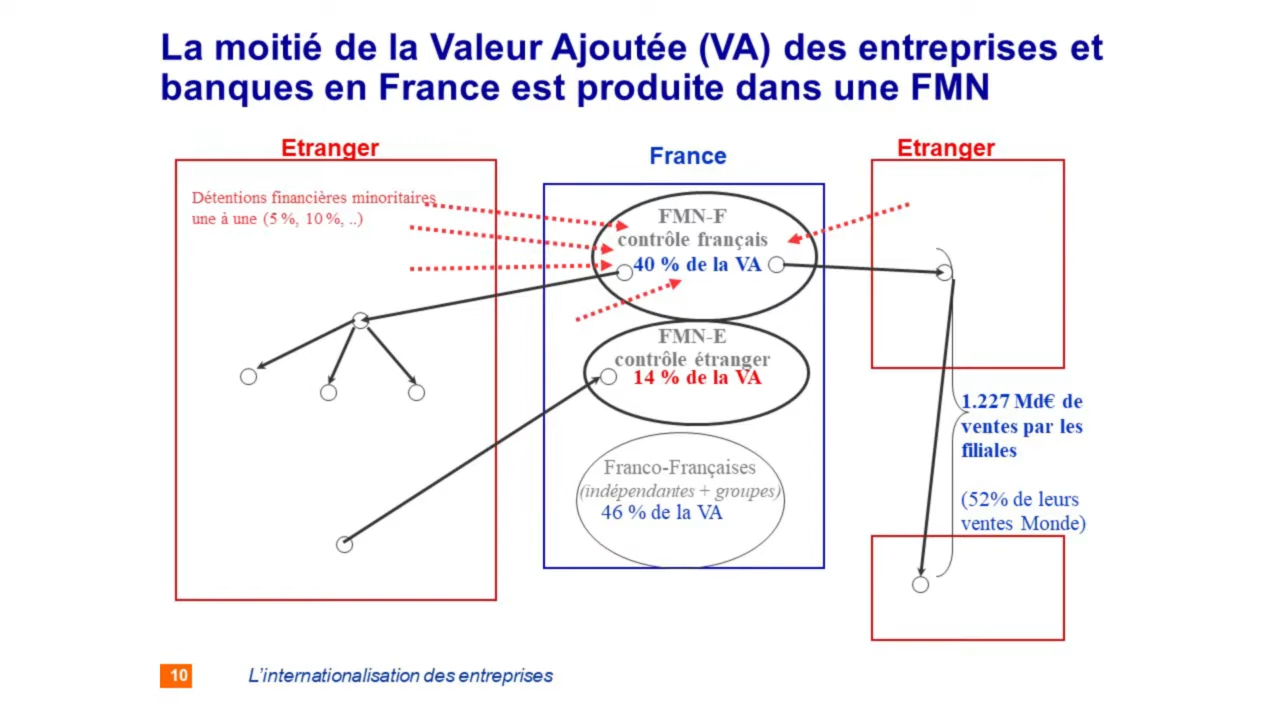 La moitié de la Valeur Ajoutée (VA) des entreprises et
banques en France est produite dans une FMN
Etranger
France
Etranger
Détentions financières minoritaires
une à une (5 %, 10 %, ..)
FMN-F
contrôle français
40 % de la VA
FMN-E
contrôle étranger
14 % de la VA
Franco-Françaises
(indépendantes + groupes)
46 % de la VA
1.227 Md€ de
ventes par les
filiales
(52% de leurs
ventes Monde)
10
L'internationalisation des entreprises